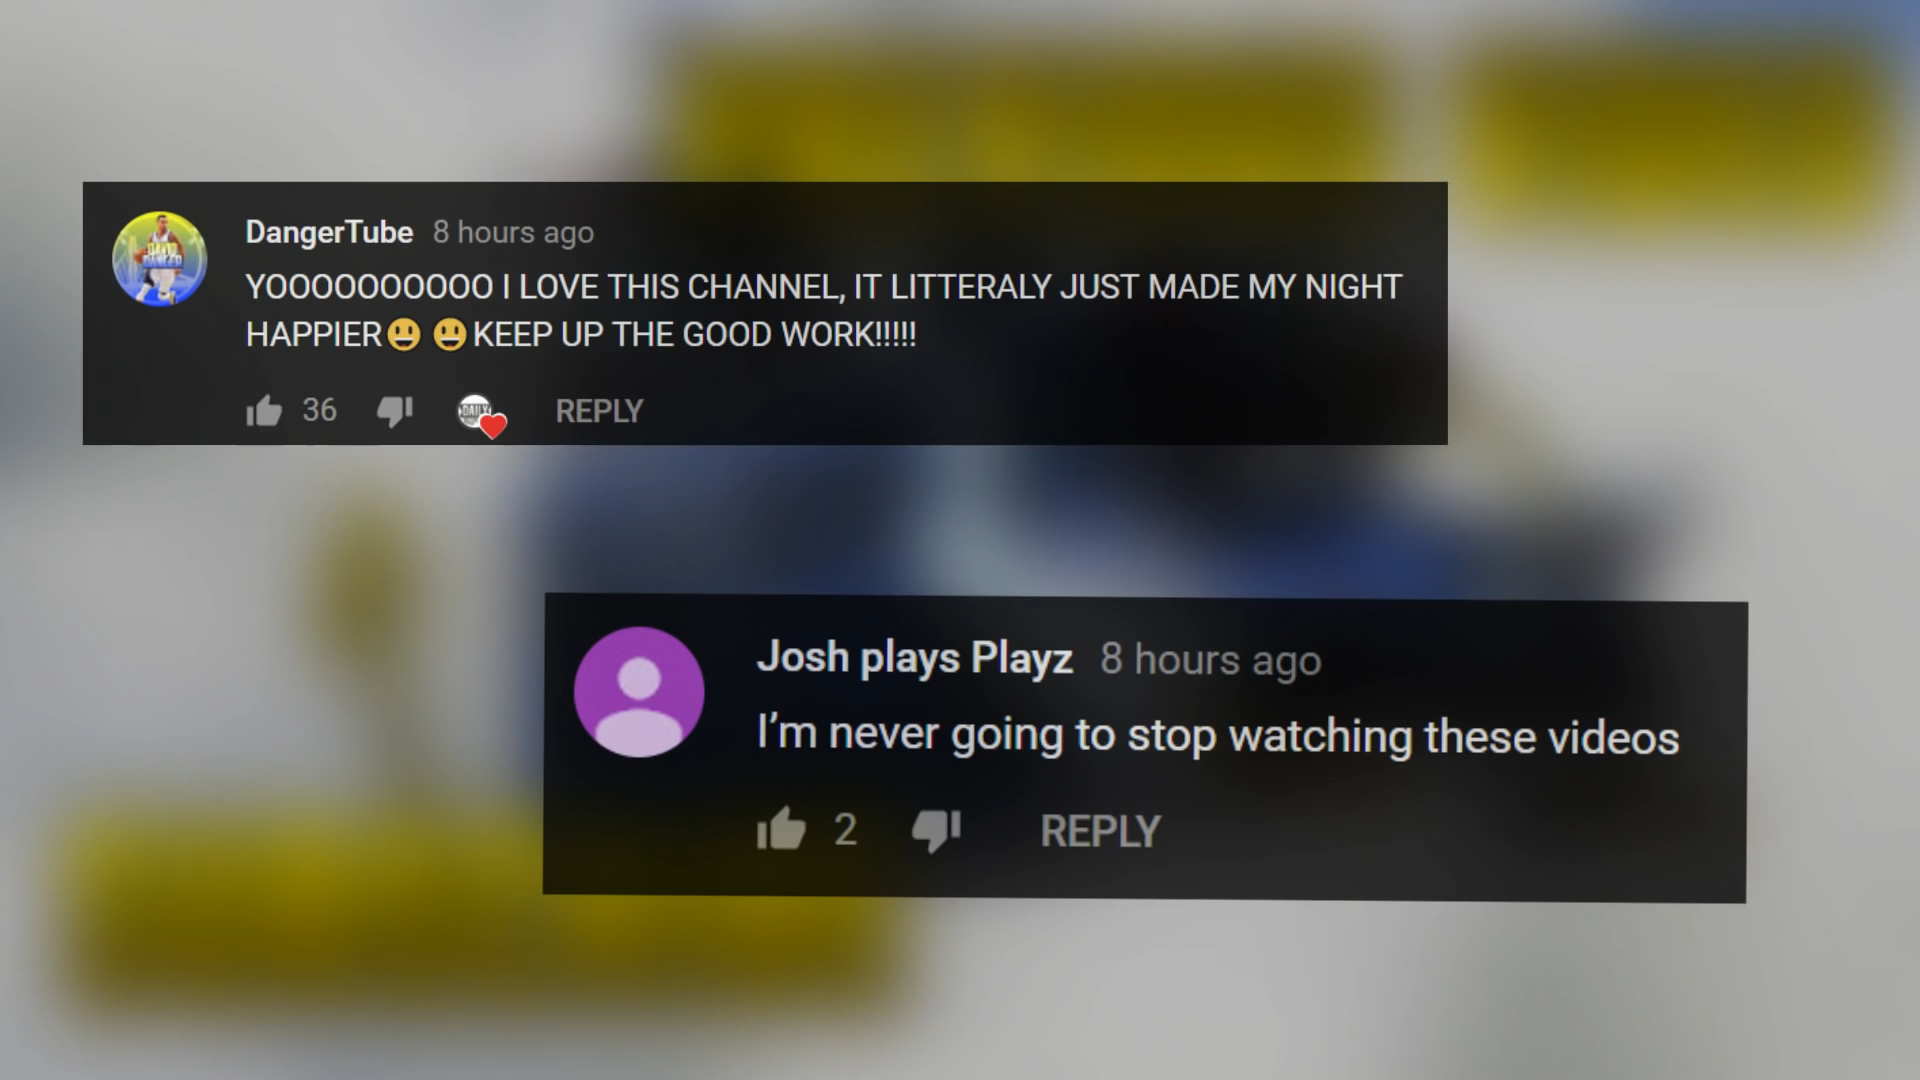 DangerTube 8 hours ago
YOOOOOOOOOO I LOVE THIS CHANNEL, IT LITTERALY JUST MADE MY NIGHT
HAPPIER😃 😃KEEP UP THE GOOD WORK!!!!!
36 DAILY REPLY
Josh plays Playz 8 hours ago
I'm never going to stop watching these videos
2 REPLY